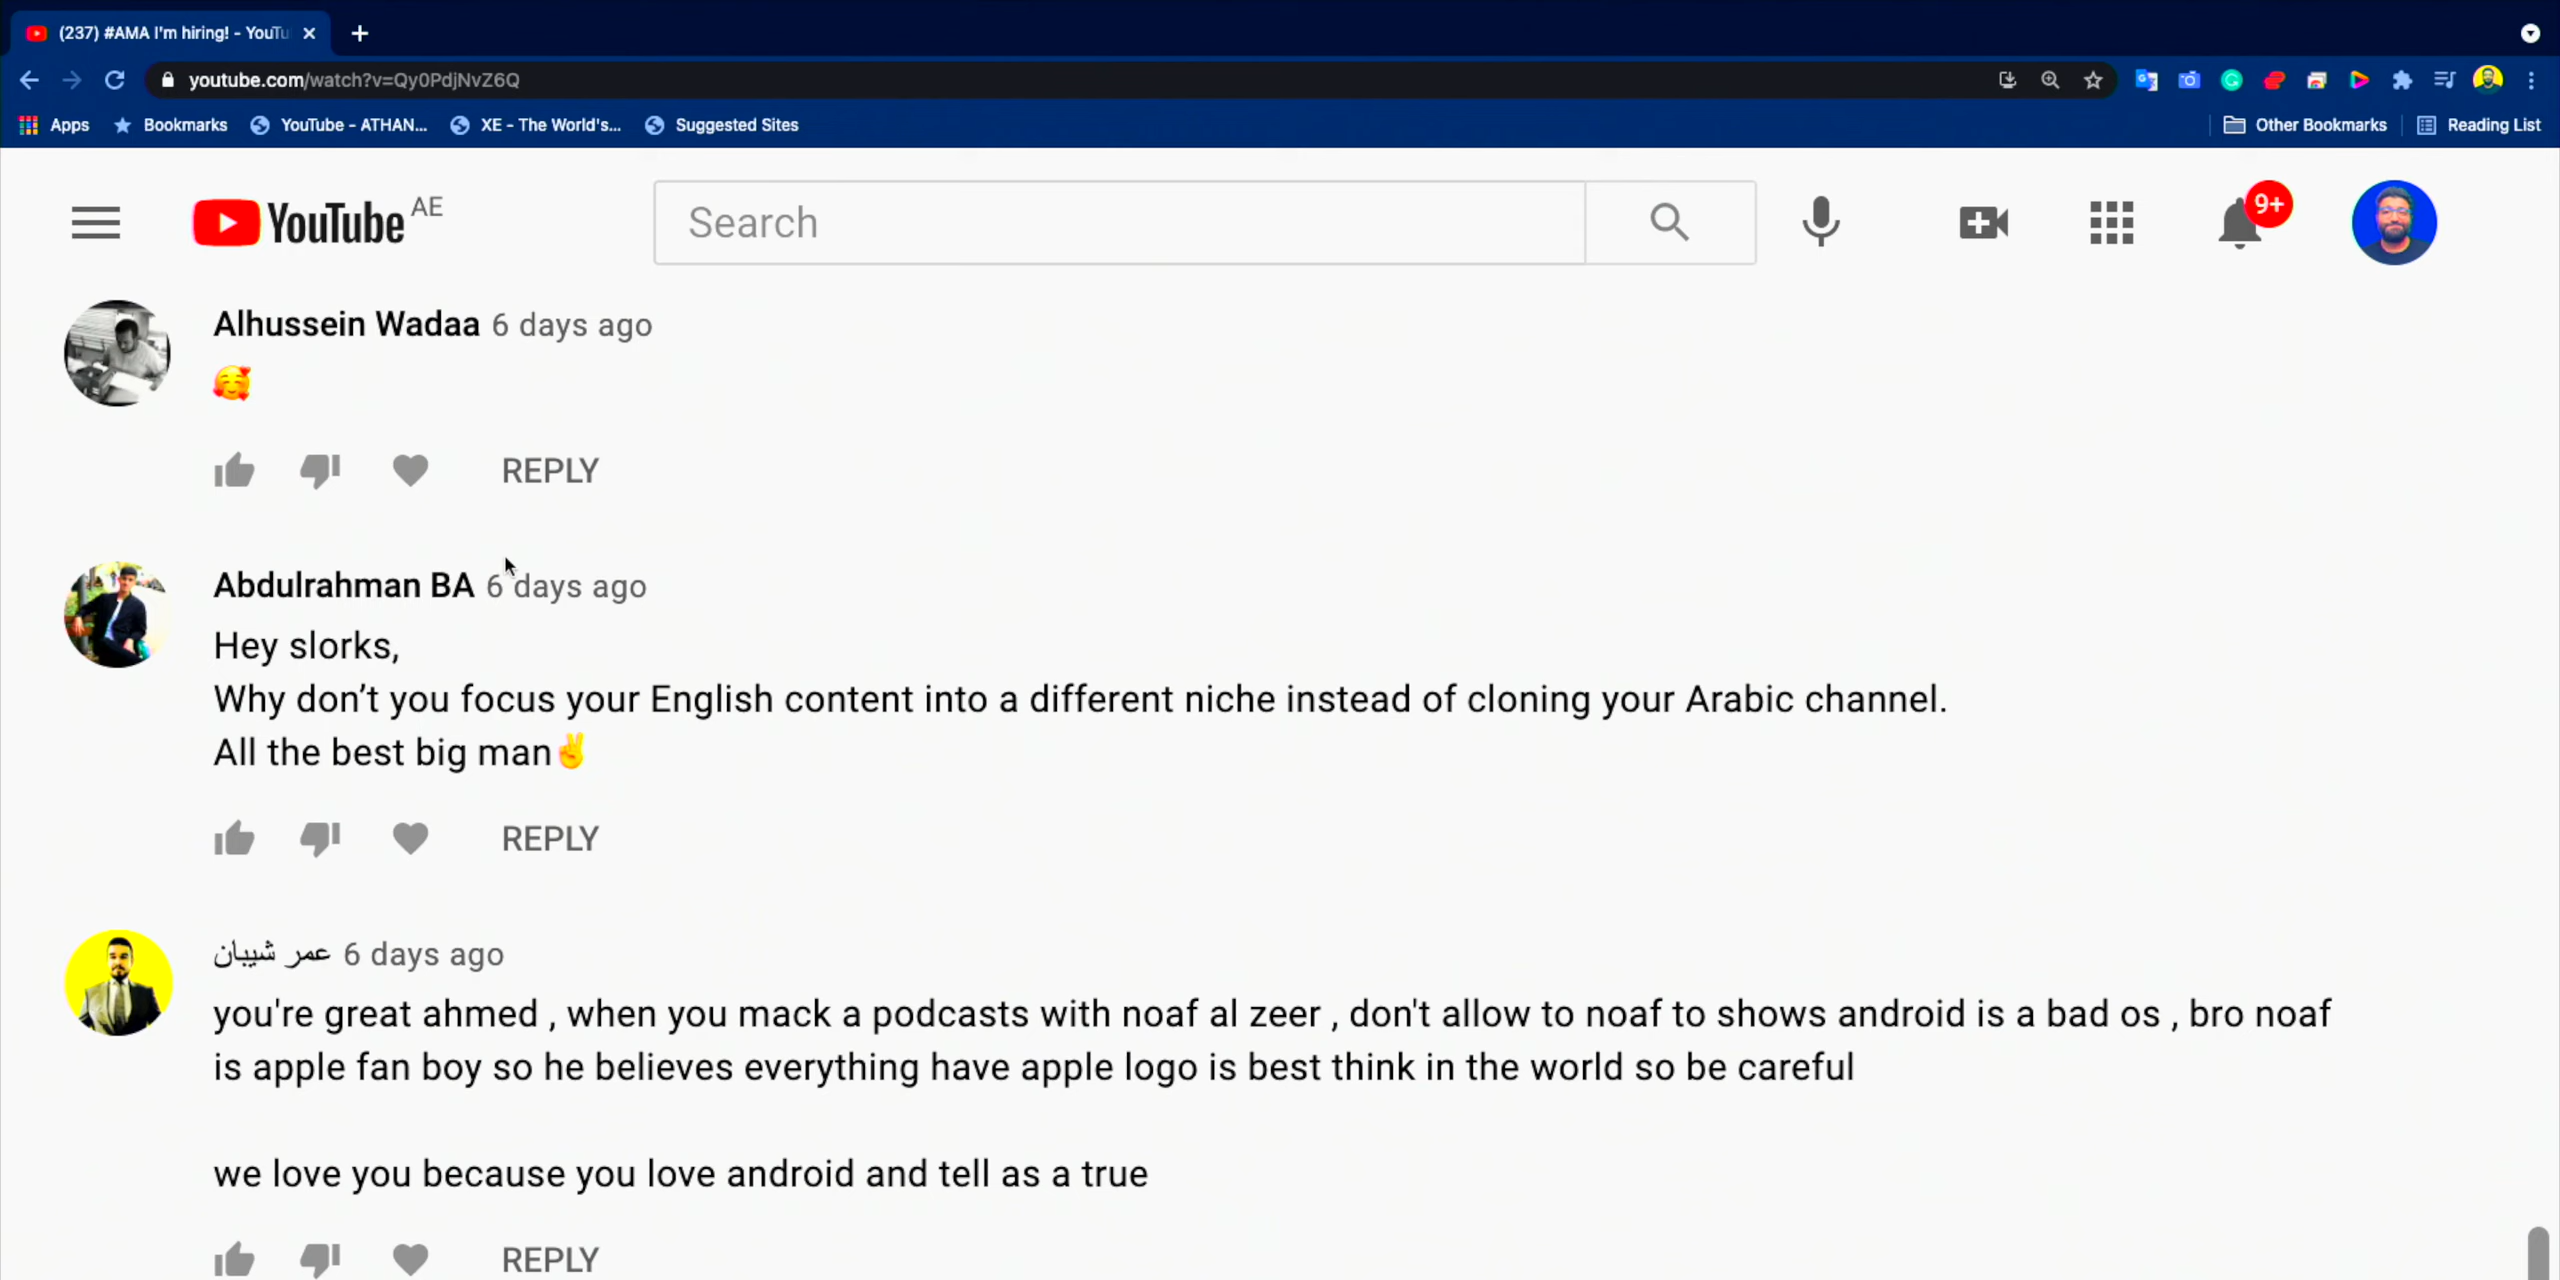 (237) #AMA I'm hiring! - YouTu
youtube.com/watch?v=Qy0PdjNvZ6Q
Apps Bookmarks YouTube - ATHAN... XE - The World's... Suggested Sites Other Bookmarks Reading List
YouTube AE Search 9+
Alhussein Wadaa 6 days ago
🥰
REPLY
Abdulrahman BA 6 days ago
Hey slorks,
Why don’t you focus your English content into a different niche instead of cloning your Arabic channel.
All the best big man✌
REPLY
عمر شيبان 6 days ago
you're great ahmed , when you mack a podcasts with noaf al zeer , don't allow to noaf to shows android is a bad os , bro noaf
is apple fan boy so he believes everything have apple logo is best think in the world so be careful
we love you because you love android and tell as a true
REPLY